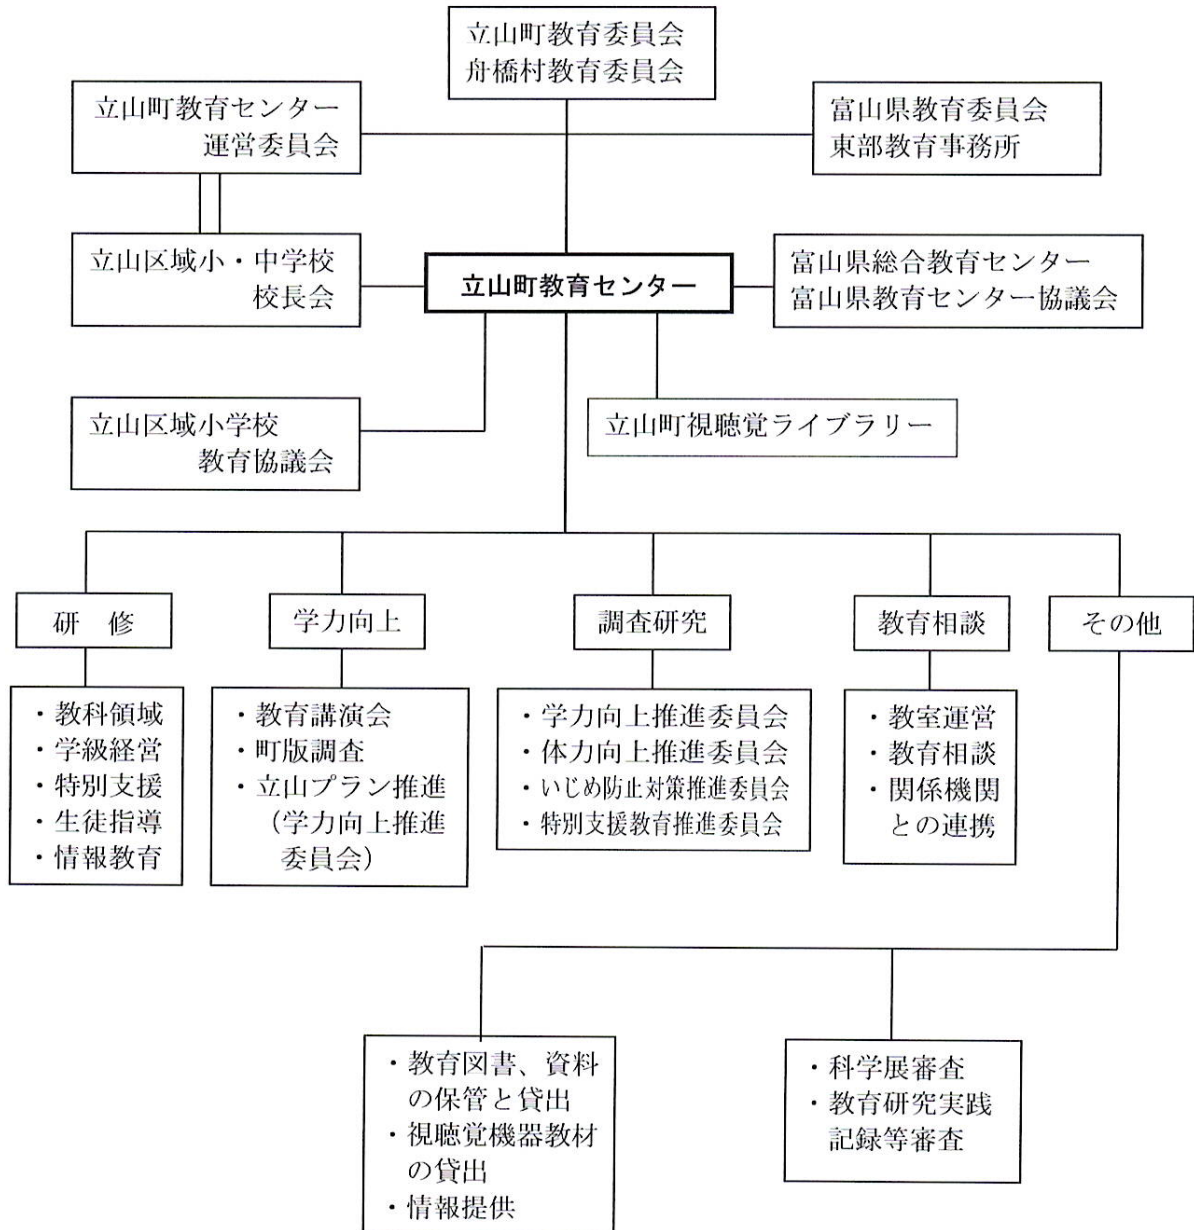 立山町教育委員会
舟橋村教育委員会
立山町教育センター
運営委員会
富山県教育委員会
東部教育事務所
立山区域小・中学校
校長会
立山町教育センター
富山県総合教育センター
富山県教育センター協議会
立山区域小学校
教育協議会
立山町視聴覚ライブラリー
研　修
・教科領域
・学級経営
・特別支援
・生徒指導
・情報教育
学力向上
・教育講演会
・町版調査
・立山プラン推進
（学力向上推進
委員会）
調査研究
・学力向上推進委員会
・体力向上推進委員会
・いじめ防止対策推進委員会
・特別支援教育推進委員会
教育相談
・教室運営
・教育相談
・関係機関
との連携
その他
・教育図書、資料
の保管と貸出
・視聴覚機器教材
の貸出
・情報提供
・科学展審査
・教育研究実践
記録等審査